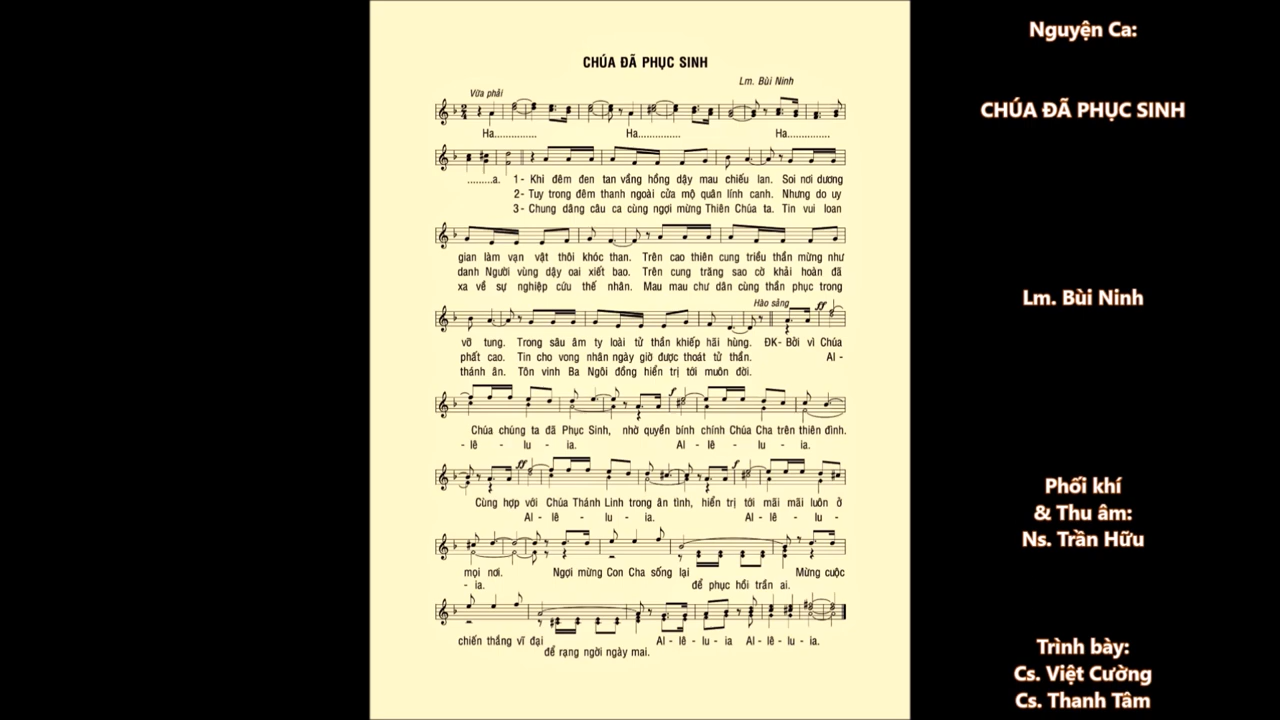 CHÚA ĐÃ PHỤC SINH
Lm. Bùi Ninh
Vừa phải
Ha.............. Ha.............. Ha..............
.........a. 1- Khi đêm đen tan vầng hồng dậy mau chiếu lan. Soi nơi dương
2- Tuy trong đêm thanh ngoài cửa mộ quân lính canh. Nhưng do uy
3- Chung dâng câu ca cùng ngợi mừng Thiên Chúa ta. Tin vui loan
gian làm vạn vật thôi khóc than. Trên cao thiên cung triều thần mừng như
danh Người vùng dậy oai xiết bao. Trên cung trăng sao cờ khải hoàn đã
xa về sự nghiệp cứu thế nhân. Mau mau chư dân cùng thần phục trong
Hào sảng ff
vỡ tung. Trong sâu âm ty loài tử thần khiếp hãi hùng. ĐK- Bởi vì Chúa
phất cao. Tin cho vong nhân ngày giờ được thoát tử thần. Al -
thánh ân. Tôn vinh Ba Ngôi đồng hiển trị tới muôn đời.
f
Chúa chúng ta đã Phục Sinh, nhờ quyền bính chính Chúa Cha trên thiên đình.
- lê - lu - ia. Al - lê - lu - ia.
ff f
Cùng hợp với Chúa Thánh Linh trong ân tình, hiển trị tới mãi mãi luôn ở
Al - lê - lu - ia. Al - lê - lu -
mọi nơi. Ngợi mừng Con Cha sống lại Mừng cuộc
- ia. để phục hồi trần ai.
chiến thắng vĩ đại Al - lê - lu - ia Al - lê - lu - ia.
để rạng ngời ngày mai.
Nguyện Ca:
CHÚA ĐÃ PHỤC SINH
Lm. Bùi Ninh
Phối khí
& Thu âm:
Ns. Trần Hữu
Trình bày:
Cs. Việt Cường
Cs. Thanh Tâm